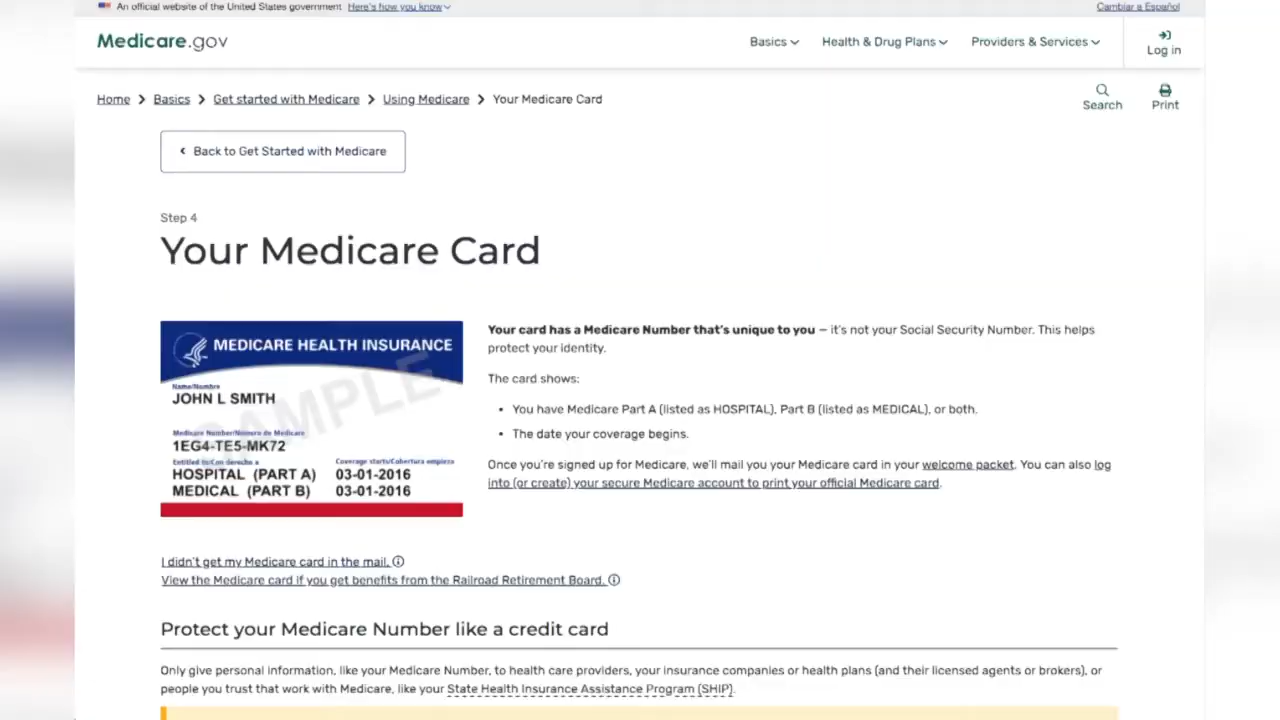 An official website of the United States government Here's how you know
Cambiar a Español
Medicare.gov
Basics
Health & Drug Plans
Providers & Services
Log in
Home > Basics > Get started with Medicare > Using Medicare > Your Medicare Card
Search
Print
Back to Get Started with Medicare
Step 4
Your Medicare Card
MEDICARE HEALTH INSURANCE
Name/Nombre
JOHN L SMITH
Medicare Number/Número de Medicare
1EG4-TE5-MK72
Entitled to/Con derecho a
Coverage starts/Cobertura empieza
HOSPITAL (PART A) 03-01-2016
MEDICAL (PART B) 03-01-2016
SAMPLE
Your card has a Medicare Number that's unique to you — it's not your Social Security Number. This helps
protect your identity.
The card shows:
• You have Medicare Part A (listed as HOSPITAL), Part B (listed as MEDICAL), or both.
• The date your coverage begins.
Once you're signed up for Medicare, we'll mail you your Medicare card in your welcome packet. You can also log
into (or create) your secure Medicare account to print your official Medicare card.
I didn't get my Medicare card in the mail.
View the Medicare card if you get benefits from the Railroad Retirement Board.
Protect your Medicare Number like a credit card
Only give personal information, like your Medicare Number, to health care providers, your insurance companies or health plans (and their licensed agents or brokers), or
people you trust that work with Medicare, like your State Health Insurance Assistance Program (SHIP).